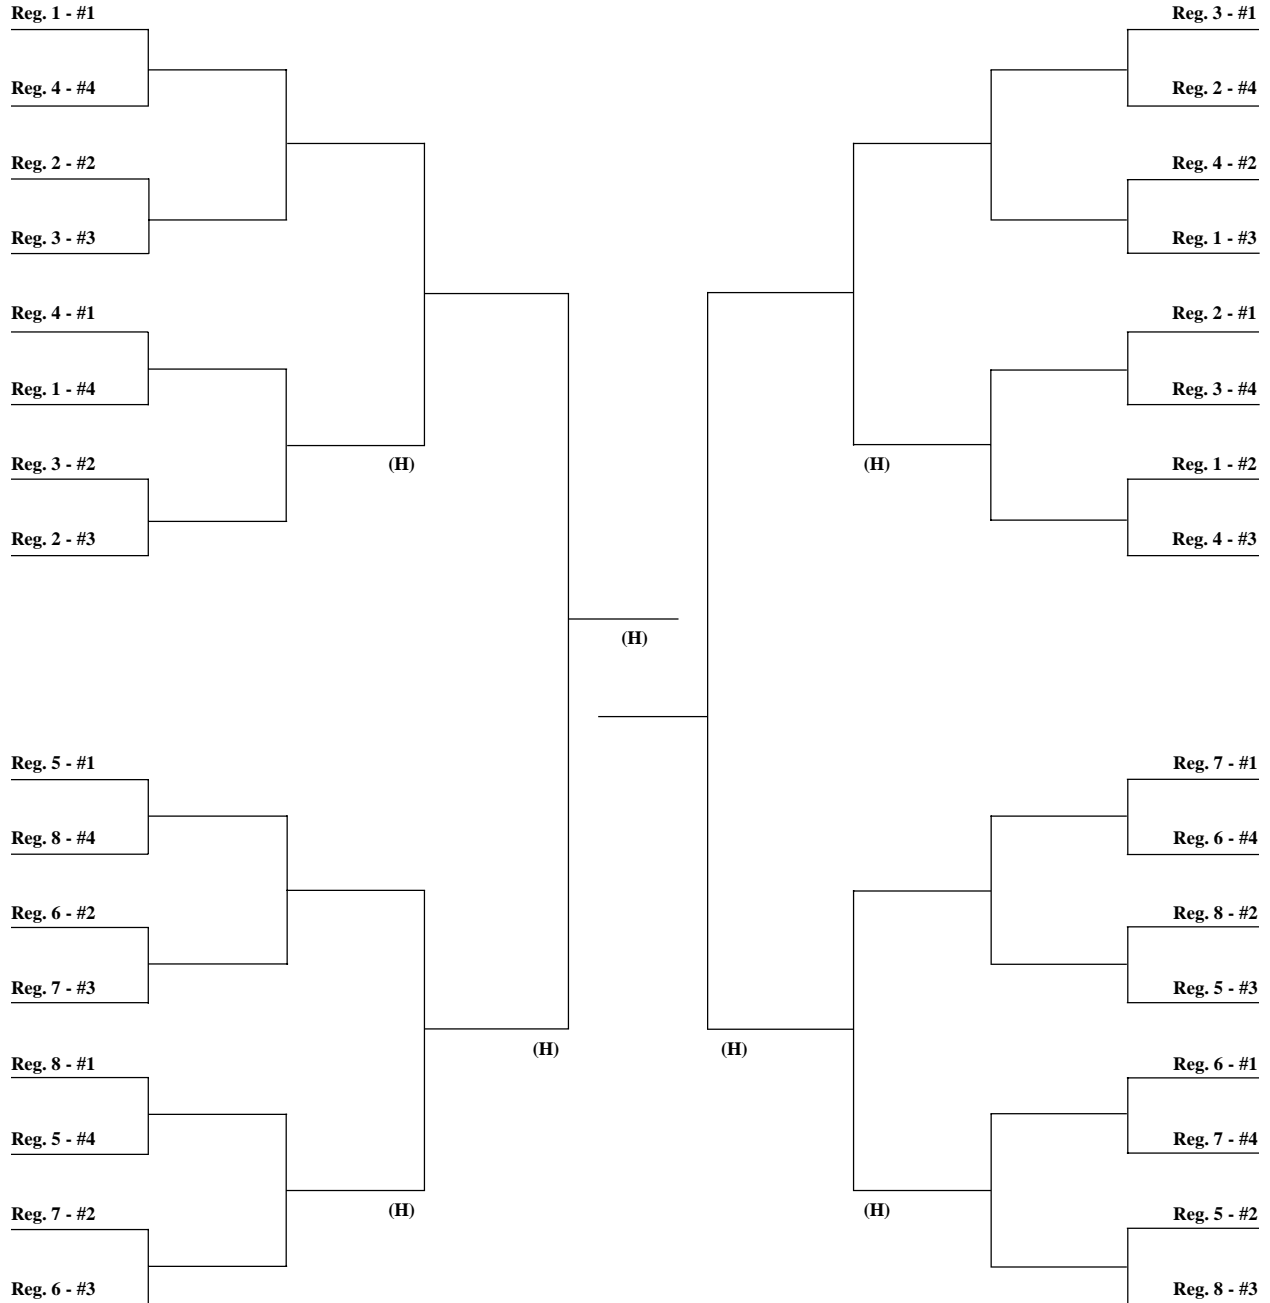 Reg. 1 - #1
Reg. 4 - #4
Reg. 2 - #2
Reg. 3 - #3
Reg. 4 - #1
Reg. 1 - #4
(H)
Reg. 3 - #2
Reg. 2 - #3
(H)
Reg. 5 - #1
Reg. 8 - #4
Reg. 6 - #2
Reg. 7 - #3
(H)
Reg. 8 - #1
Reg. 5 - #4
(H)
Reg. 7 - #2
Reg. 6 - #3
Reg. 3 - #1
Reg. 2 - #4
Reg. 4 - #2
Reg. 1 - #3
Reg. 2 - #1
Reg. 3 - #4
(H)
Reg. 1 - #2
Reg. 4 - #3
Reg. 7 - #1
Reg. 6 - #4
Reg. 8 - #2
Reg. 5 - #3
(H)
Reg. 6 - #1
Reg. 7 - #4
(H)
Reg. 5 - #2
Reg. 8 - #3